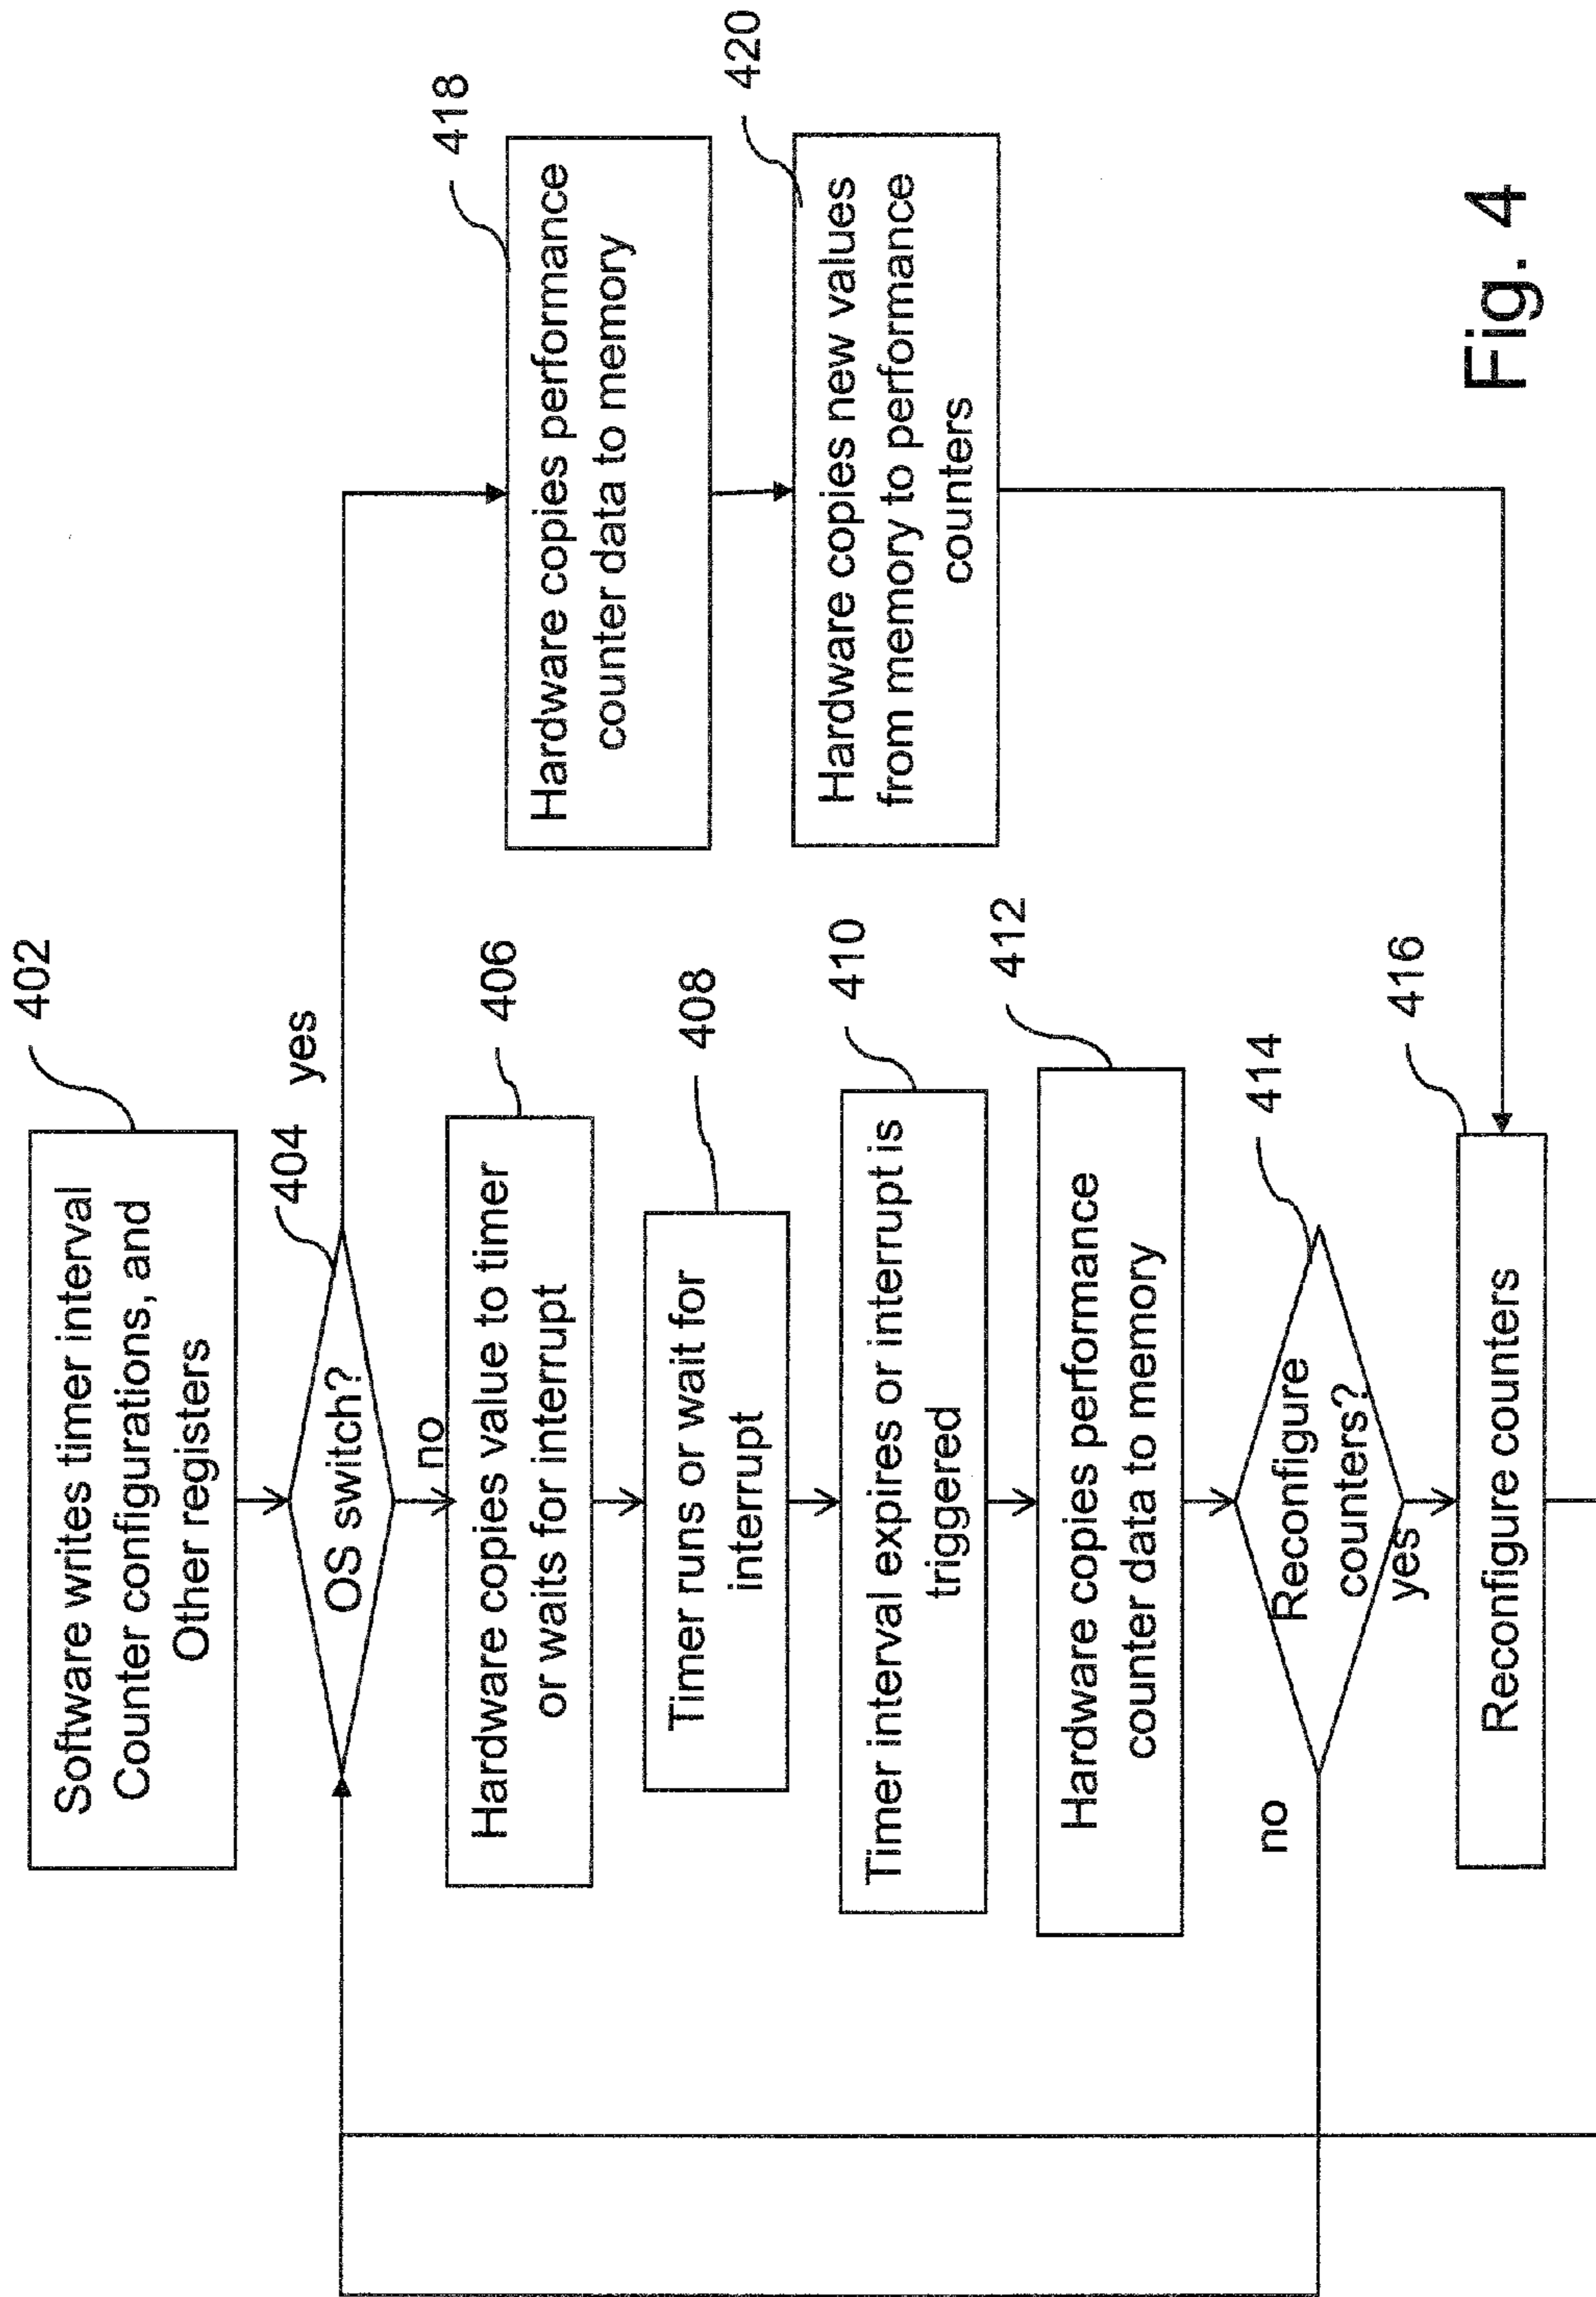 402
Software writes timer interval
Counter configurations, and
Other registers
404
yes
OS switch?
no
406
Hardware copies value to timer
or waits for interrupt
408
Timer runs or wait for
interrupt
410
Timer interval expires or interrupt is
triggered
412
Hardware copies performance
counter data to memory
414
Reconfigure
counters?
no
yes
416
Reconfigure counters
418
Hardware copies performance
counter data to memory
420
Hardware copies new values
from memory to performance
counters
Fig. 4